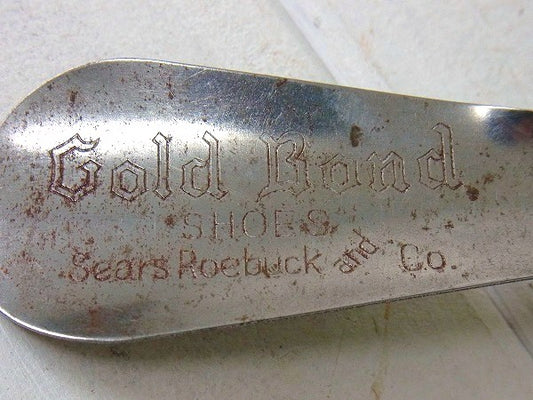 Gold Bond
SHOES
Sears Roebuck and Co.